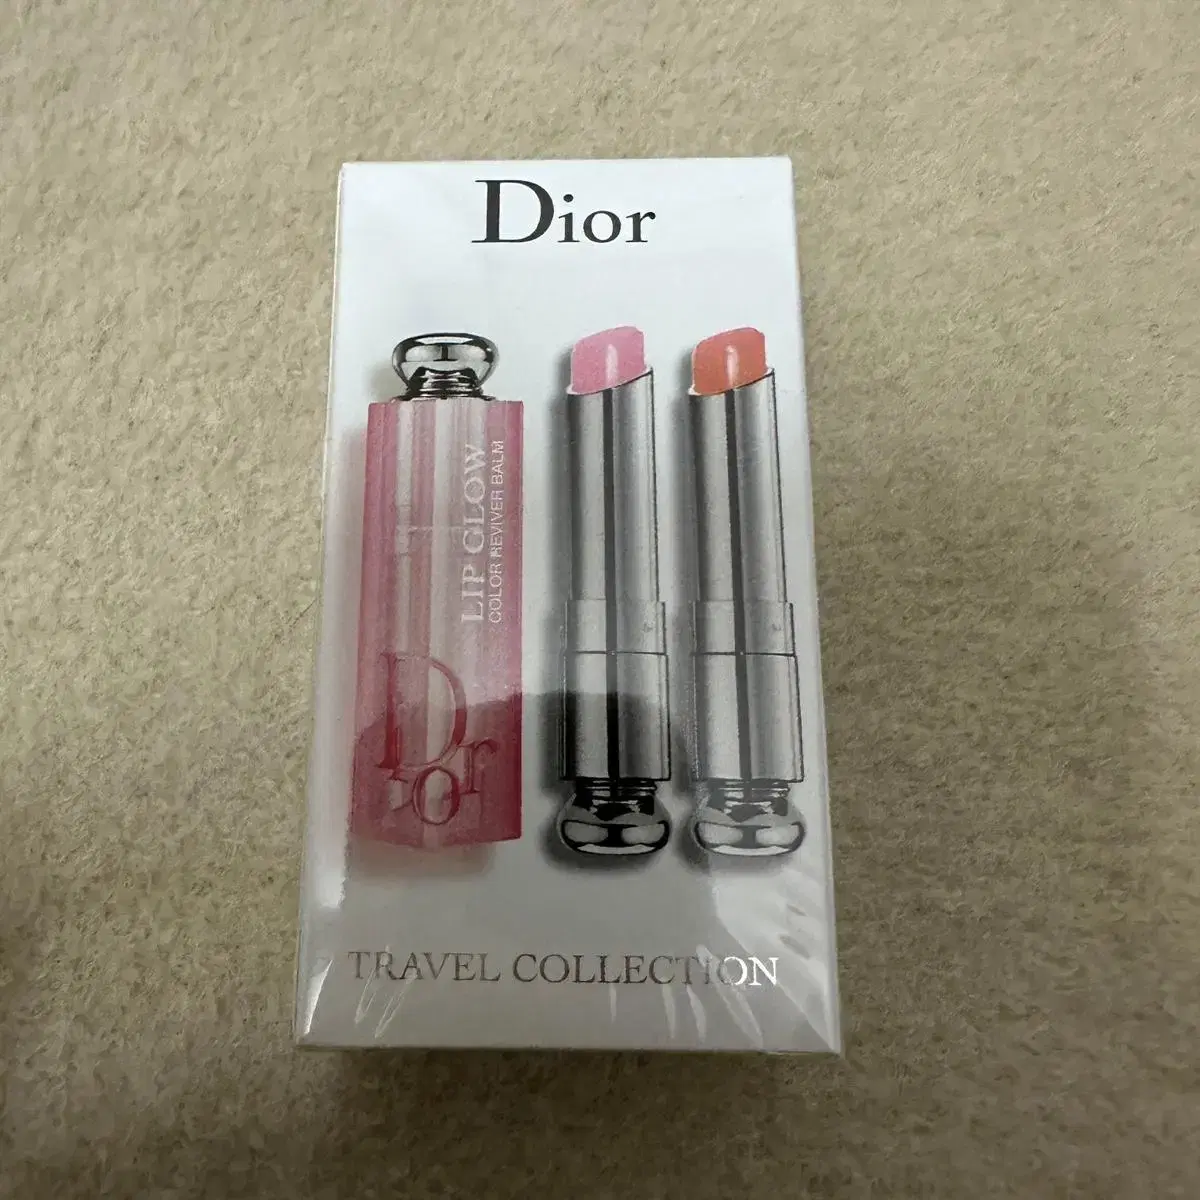 Dior
LIP GLOW
COLOR REVIVER BALM
Dior
TRAVEL COLLECTION